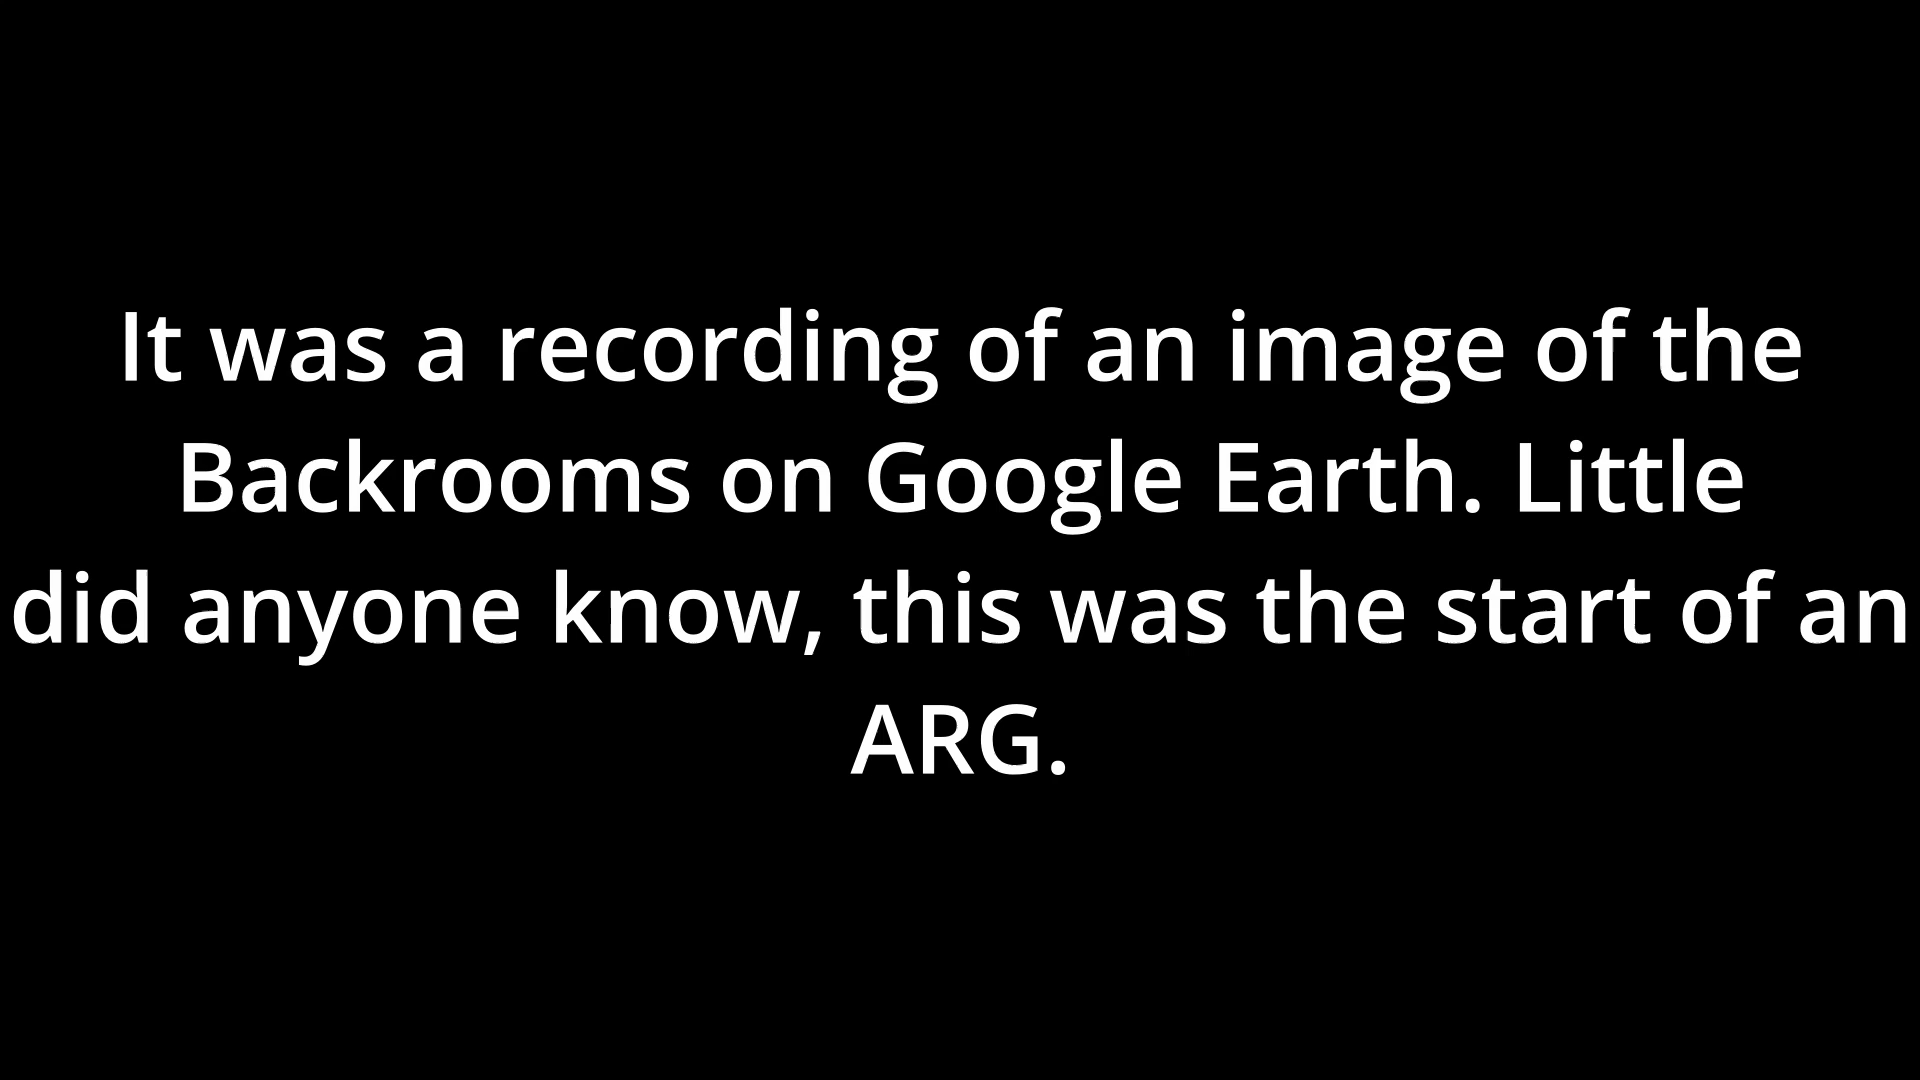 It was a recording of an image of the
Backrooms on Google Earth. Little
did anyone know, this was the start of an
ARG.